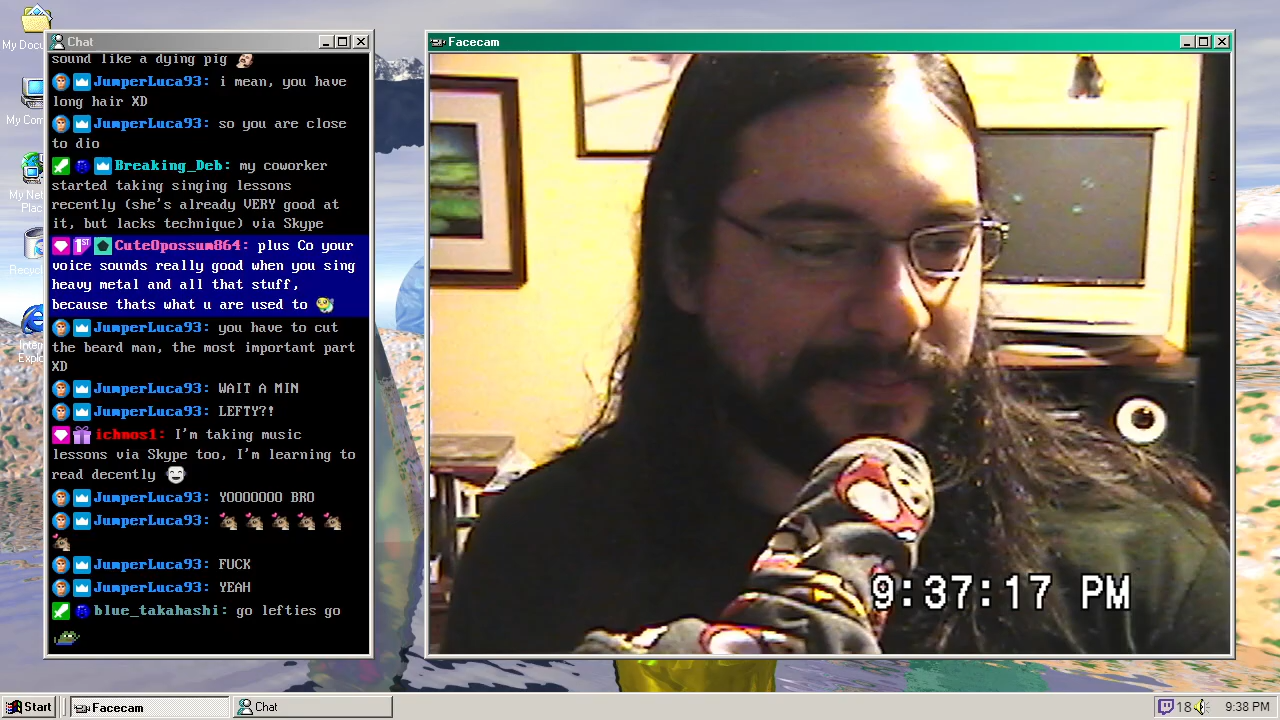 My Docu
Chat
Facecam
sound like a dying pig
JumperLuca93: i mean, you have
long hair XD
My Com
JumperLuca93: so you are close
to dio
Breaking_Deb: my coworker
started taking singing lessons
recently (she's already VERY good at
it, but lacks technique) via Skype
My Net
Plac
CuteOpossum864: plus Co your
voice sounds really good when you sing
heavy metal and all that stuff,
because thats what u are used to
Recyc
JumperLuca93: you have to cut
the beard man, the most important part
XD
Inter
Explo
JumperLuca93: WAIT A MIN
JumperLuca93: LEFTY?!
ichnos1: I'm taking music
lessons via Skype too, I'm learning to
read decently
JumperLuca93: YOOOOOOO BRO
JumperLuca93:
JumperLuca93: FUCK
JumperLuca93: YEAH
blue_takahashi: go lefties go
9:37:17 PM
Start
Facecam
Chat
18
9:38 PM